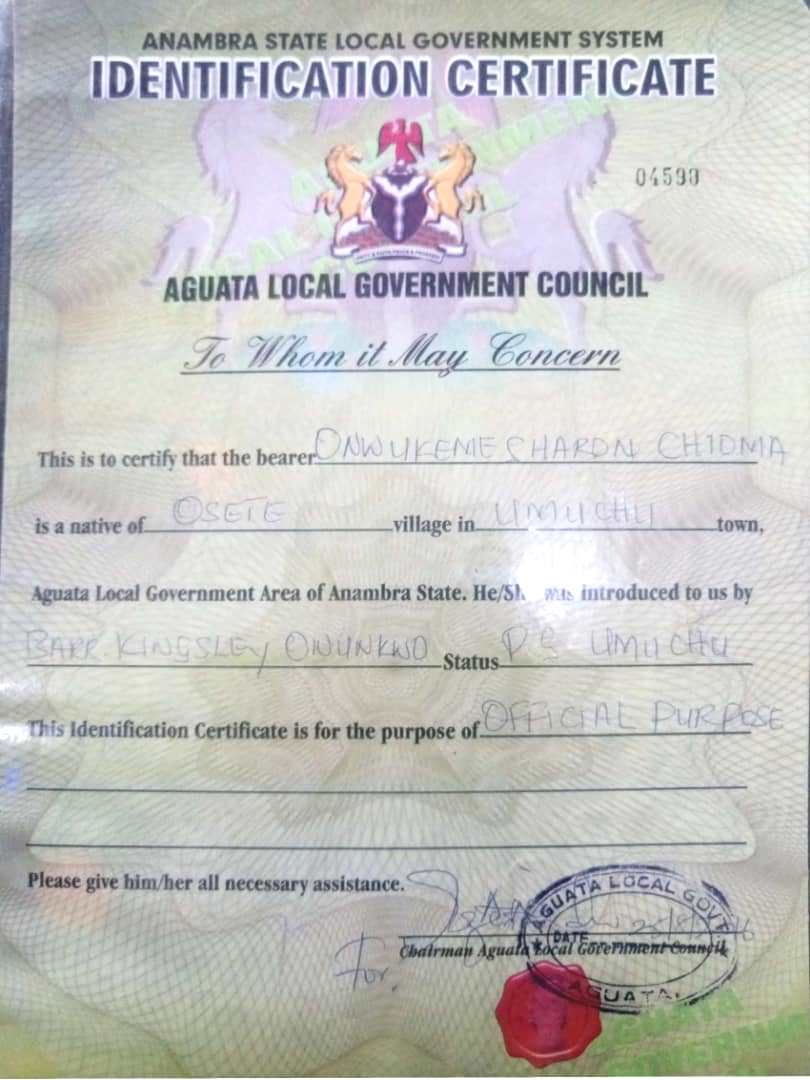 ANAMBRA STATE LOCAL GOVERNMENT SYSTEM
IDENTIFICATION CERTIFICATE
04590
AGUATA LOCAL GOVERNMENT COUNCIL
To Whom it May Concern
This is to certify that the bearer ONWUKEME SHARON CHIOMA
is a native of OSETE village in UMUCHU town,
Aguata Local Government Area of Anambra State. He/She was introduced to us by
BARR. KINGSLEY Status P.G UMUCHU
This Identification Certificate is for the purpose of OFFICIAL PURPOSE
Please give him/her all necessary assistance.
For:
Chairman Aguata Local Government Council
AGUATA LOCAL GOVT
DATE
AGUATA